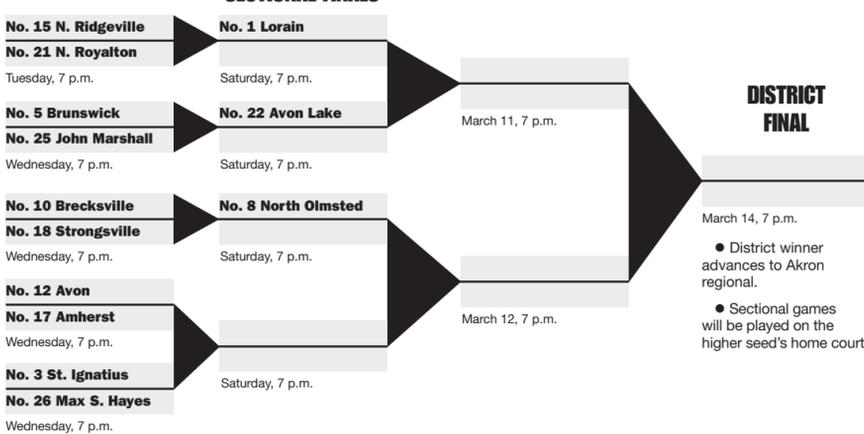 No. 15 N. Ridgeville
No. 21 N. Royalton
Tuesday, 7 p.m.
No. 5 Brunswick
No. 25 John Marshall
Wednesday, 7 p.m.
No. 10 Brecksville
No. 18 Strongsville
Wednesday, 7 p.m.
No. 12 Avon
No. 17 Amherst
Wednesday, 7 p.m.
No. 3 St. Ignatius
No. 26 Max S. Hayes
Wednesday, 7 p.m.
No. 1 Lorain
Saturday, 7 p.m.
No. 22 Avon Lake
Saturday, 7 p.m.
No. 8 North Olmsted
Saturday, 7 p.m.
Saturday, 7 p.m.
March 11, 7 p.m.
March 12, 7 p.m.
DISTRICT
FINAL
March 14, 7 p.m.
● District winner
advances to Akron
regional.
● Sectional games
will be played on the
higher seed's home court